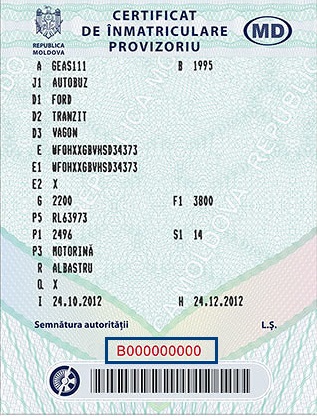 CERTIFICAT
DE ÎNMATRICULARE
PROVIZORIU
MD
REPUBLICA
MOLDOVA
A GEAS111 B 1995
J1 AUTOBUZ
D1 FORD
D2 TRANZIT
D3 VAGON
E WFOHXXGBVHSD34373
E1 WFOHXXGBVHSD34373
E2 X
G 2200 F1 3800
P5 RL63973
P1 2496 S1 14
P3 MOTORINĂ
R ALBASTRU
Q X
I 24.10.2012 H 24.12.2012
Semnătura autorității L.Ș.
B000000000